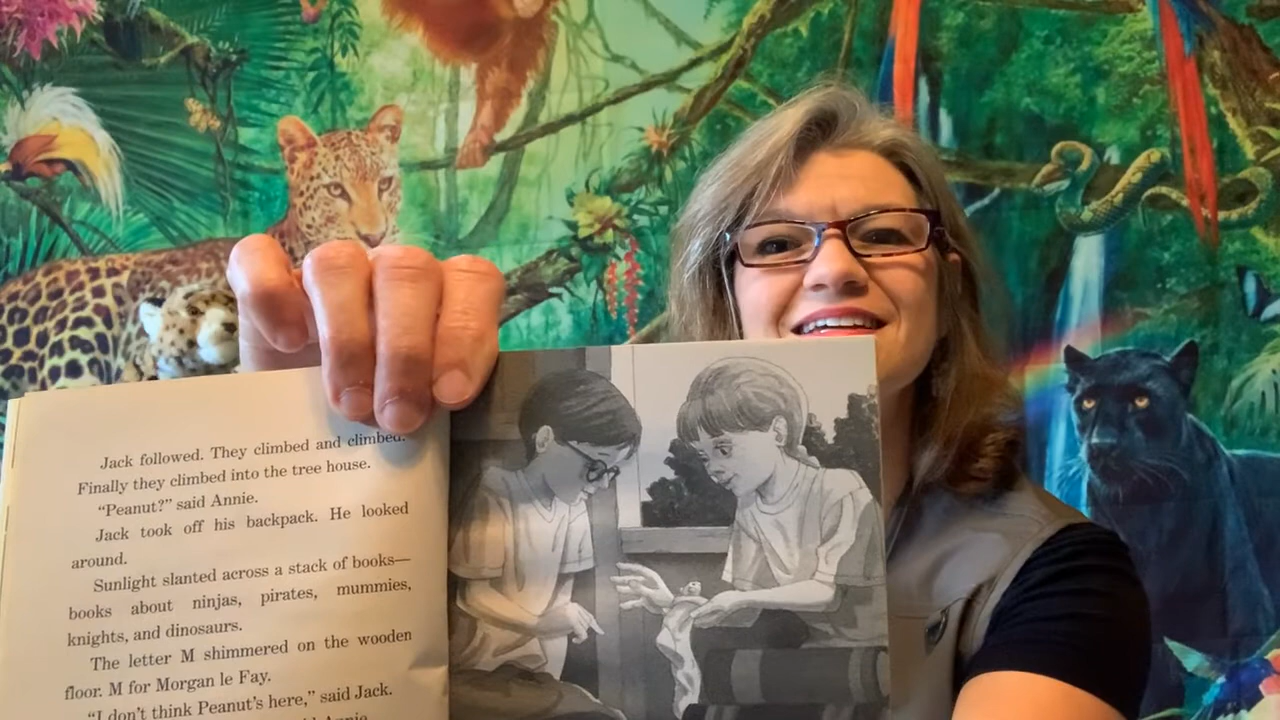 Jack followed. They climbed and climbed.
Finally they climbed into the tree house.
"Peanut?" said Annie.
Jack took off his backpack. He looked
around.
Sunlight slanted across a stack of books—
books about ninjas, pirates, mummies,
knights, and dinosaurs.
The letter M shimmered on the wooden
floor. M for Morgan le Fay.
"I don't think Peanut's here," said Jack.
said Annie